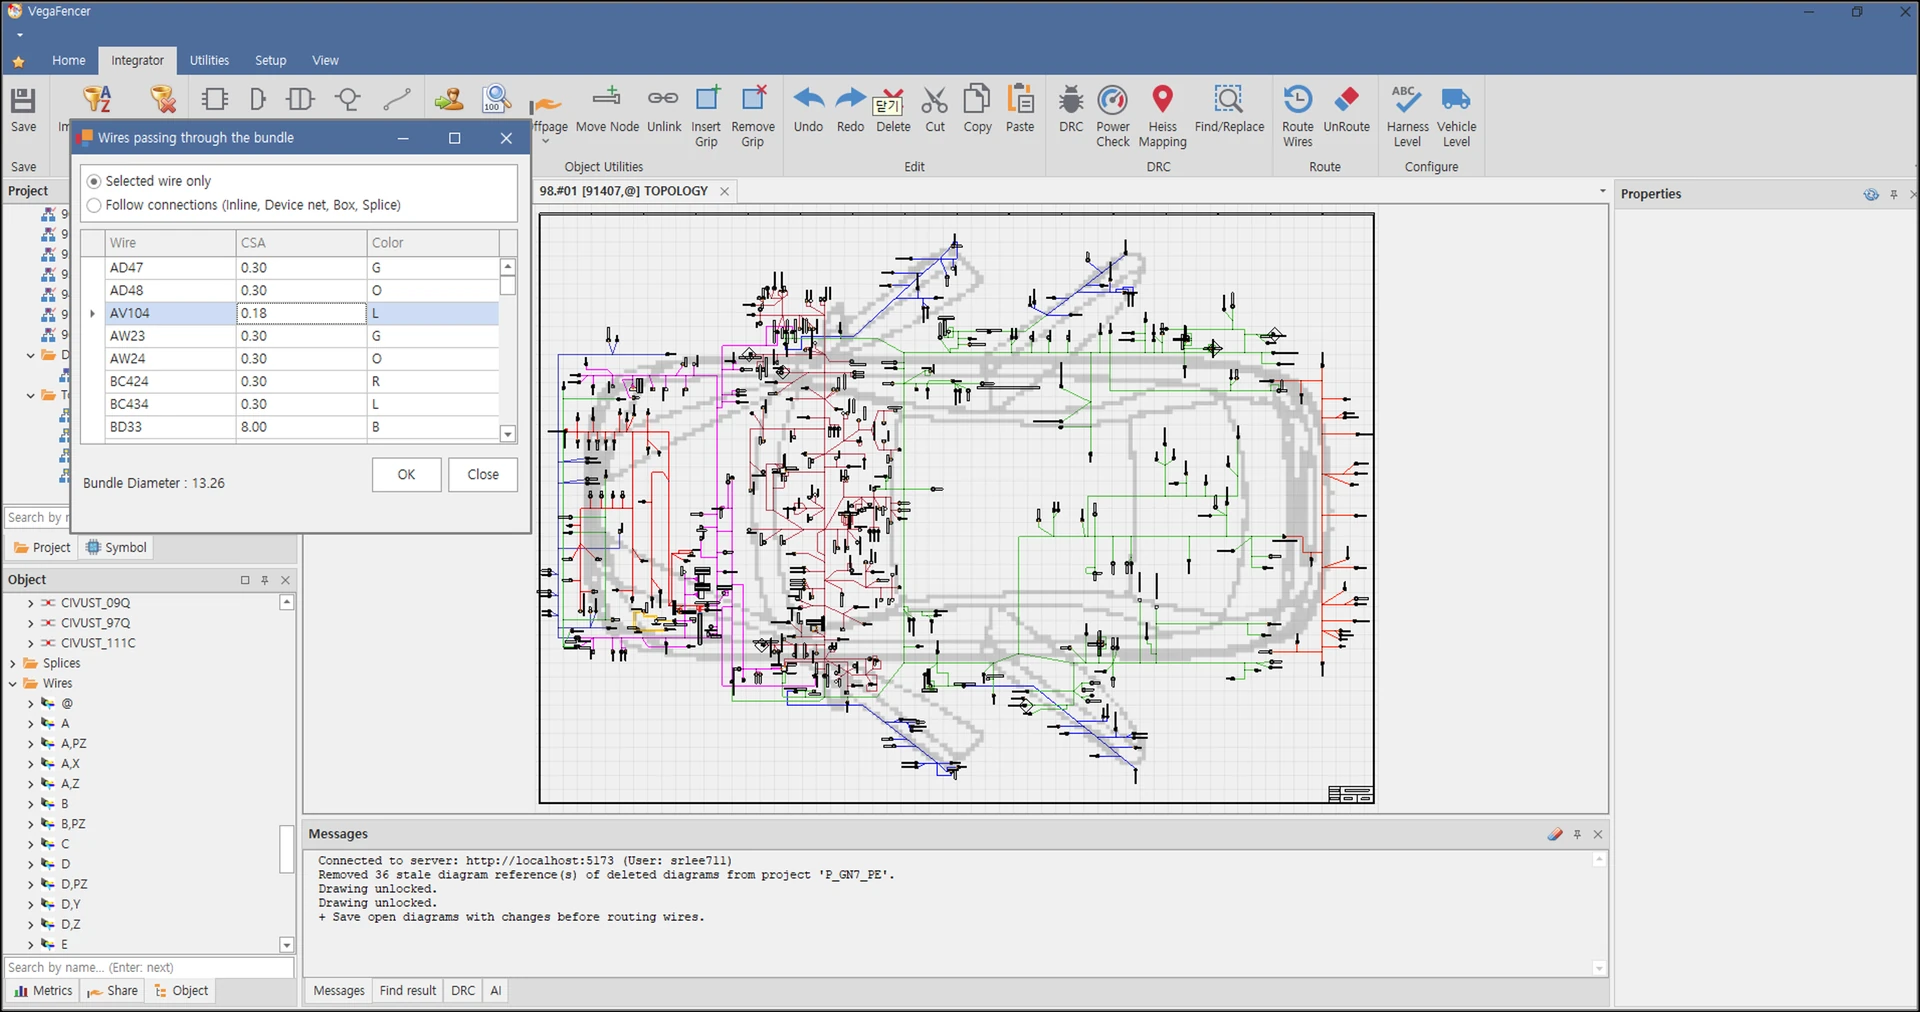 VegaFencer
Home
Integrator
Utilities
Setup
View
Save
Offpage
Move Node
Unlink
Insert Grip
Remove Grip
Undo
Redo
닫기
Delete
Cut
Copy
Paste
DRC
Power Check
Heiss Mapping
Find/Replace
Route Wires
UnRoute
Harness Level
Vehicle Level
Save
Object Utilities
Edit
DRC
Route
Configure
Project
Wires passing through the bundle
Selected wire only
Follow connections (Inline, Device net, Box, Splice)
Wire CSA Color
AD47 0.30 G
AD48 0.30 O
AV104 0.18 L
AW23 0.30 G
AW24 0.30 O
BC424 0.30 R
BC434 0.30 L
BD33 8.00 B
Bundle Diameter : 13.26
OK
Close
98.#01 [91407,@] TOPOLOGY
Properties
Search by n
Project
Symbol
Object
CIVUST_09Q
CIVUST_97Q
CIVUST_111C
Splices
Wires
@
A
A,PZ
A,X
A,Z
B
B,PZ
C
D
D,PZ
D,Y
D,Z
E
Search by name... (Enter: next)
Metrics
Share
Object
Messages
Connected to server: http://localhost:5173 (User: srlee711)
Removed 36 stale diagram reference(s) of deleted diagrams from project 'P_GN7_PE'.
Drawing unlocked.
Drawing unlocked.
+ Save open diagrams with changes before routing wires.
Messages
Find result
DRC
AI